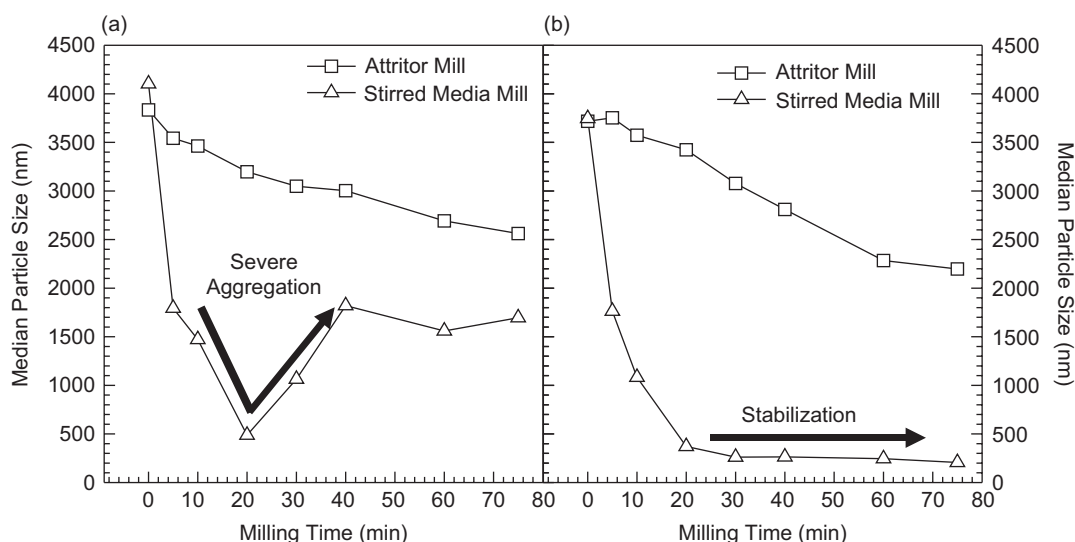 (a)
(b)
4500
4000
3500
3000
2500
2000
1500
1000
500
0
Median Particle Size (nm)
Attritor Mill
Stirred Media Mill
Severe
Aggregation
0 10 20 30 40 50 60 70 80
Milling Time (min)
Attritor Mill
Stirred Media Mill
Stabilization
0 10 20 30 40 50 60 70 80
Milling Time (min)
4500
4000
3500
3000
2500
2000
1500
1000
500
0
Median Particle Size (nm)